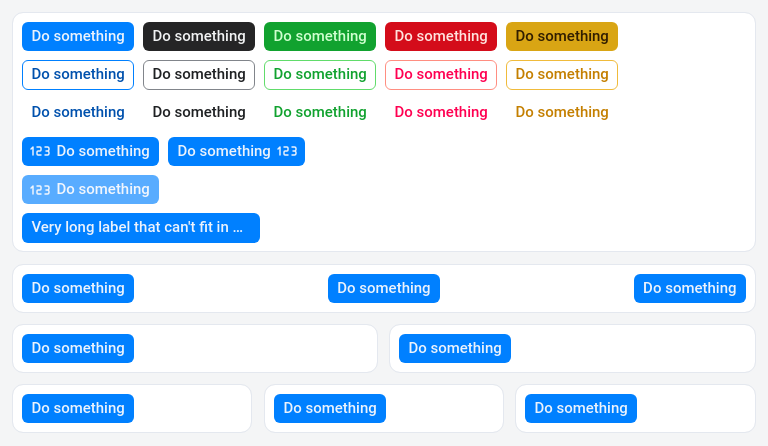 Do something Do something Do something Do something Do something
Do something Do something Do something Do something Do something
Do something Do something Do something Do something Do something
123 Do something Do something 123
123 Do something
Very long label that can't fit in ...
Do something Do something Do something
Do something Do something
Do something Do something Do something